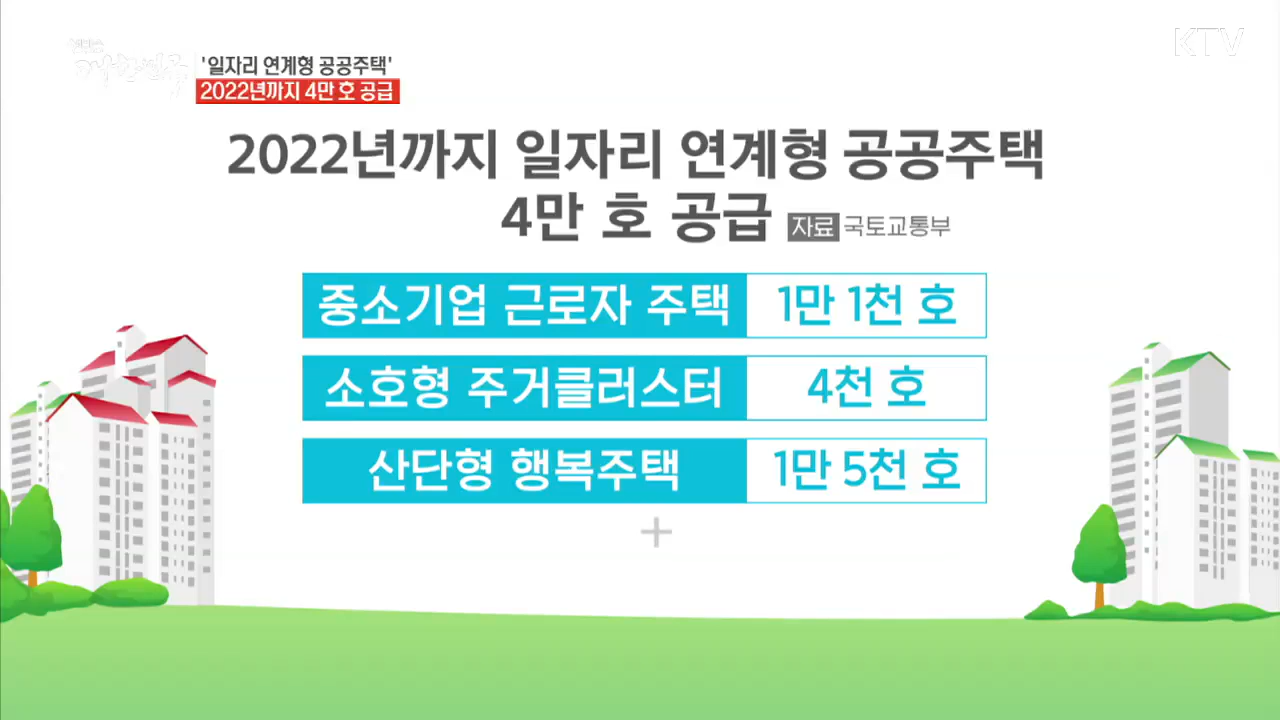 KTV
'일자리 연계형 공공주택'
2022년까지 4만 호 공급
2022년까지 일자리 연계형 공공주택
4만 호 공급 자료 국토교통부
중소기업 근로자 주택 1만 1천 호
소호형 주거클러스터 4천 호
산단형 행복주택 1만 5천 호
+